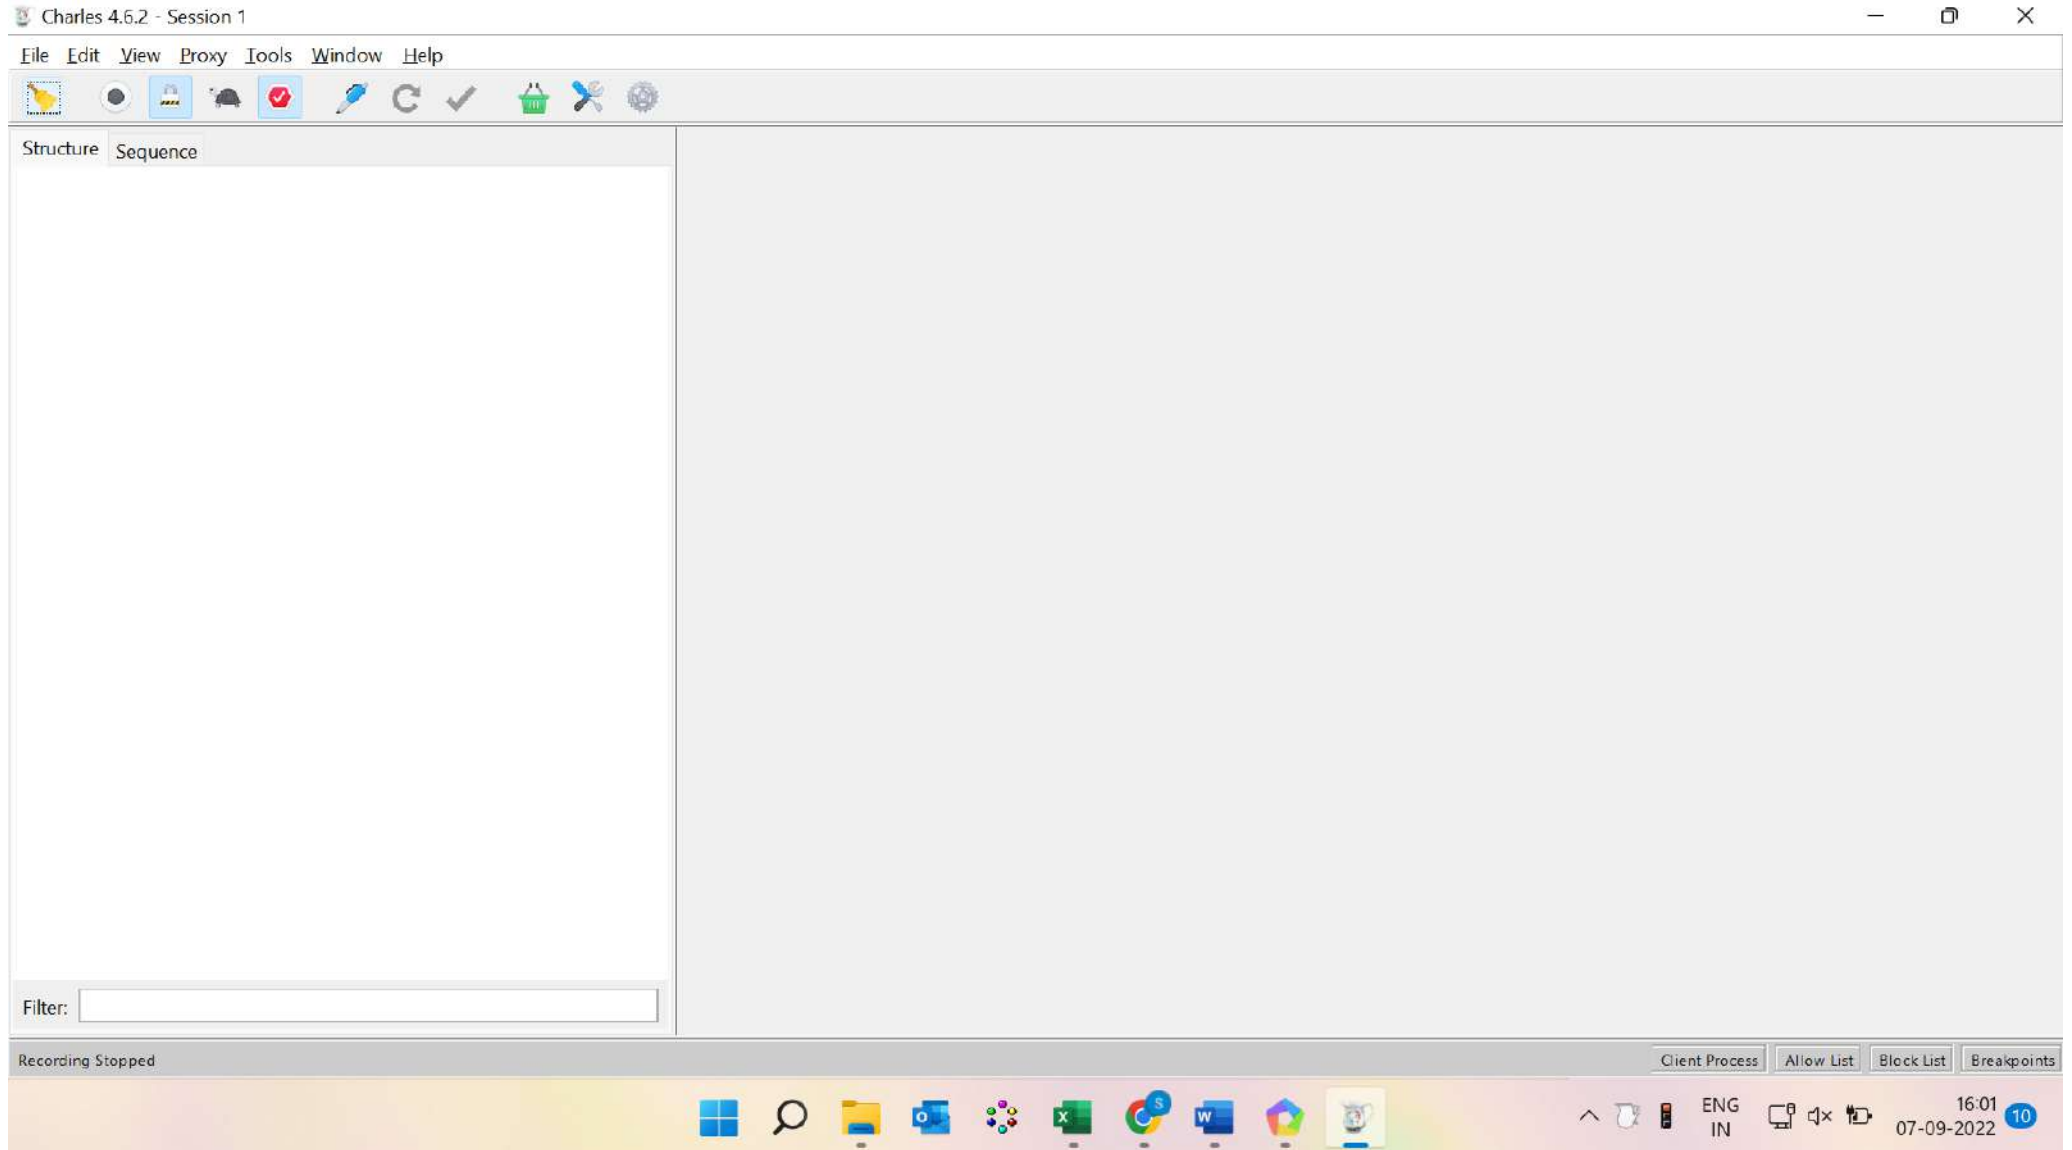 Charles 4.6.2 - Session 1
File Edit View Proxy Tools Window Help
Structure Sequence
Filter:
Recording Stopped Client Process Allow List Block List Breakpoints
ENG 16:01
IN 07-09-2022 10